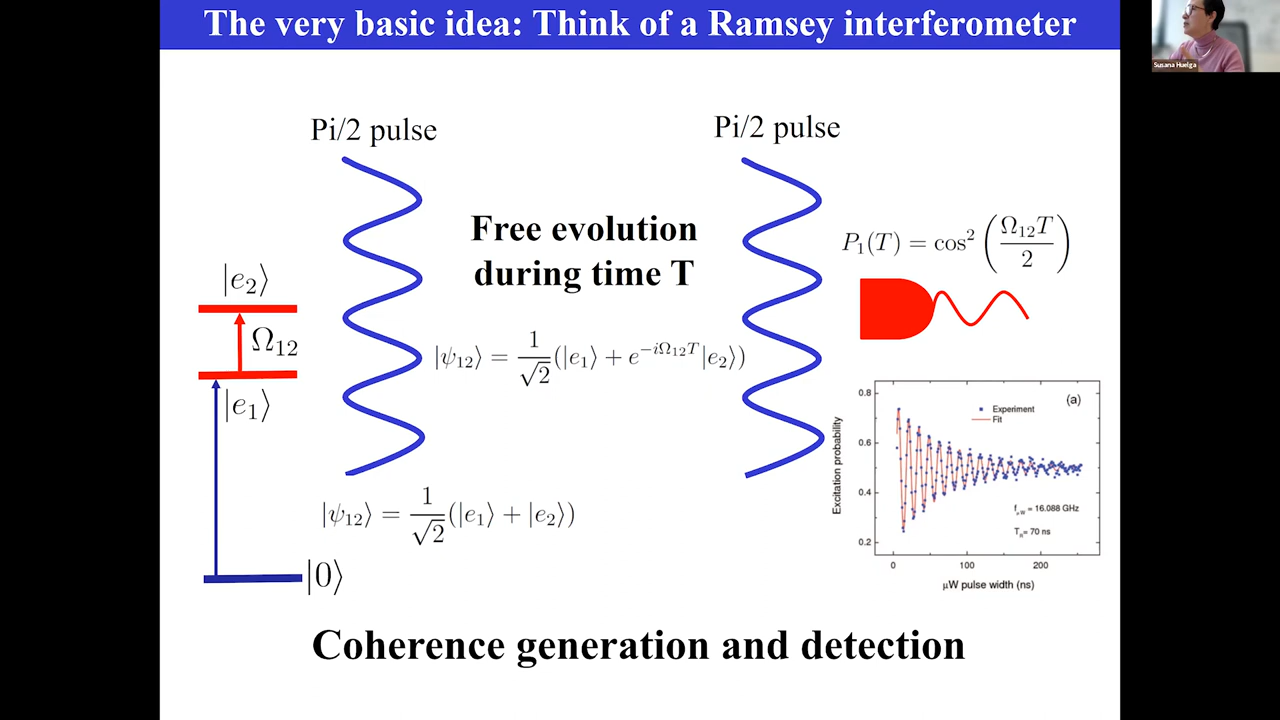 The very basic idea: Think of a Ramsey interferometer
Susana Huelga
Pi/2 pulse
Pi/2 pulse
Free evolution
during time T
P₁(T) = cos² (Ω₁₂T / 2)
|e₂⟩
Ω₁₂
|e₁⟩
|ψ₁₂⟩ = 1/√2 (|e₁⟩ + e^{-iΩ₁₂T}|e₂⟩)
|ψ₁₂⟩ = 1/√2 (|e₁⟩ + |e₂⟩)
|0⟩
(a)
Experiment
Fit
Excitation probability
0.8
0.6
0.4
0.2
f_μW = 16.088 GHz
T_R= 70 ns
0 100 200
μW pulse width (ns)
Coherence generation and detection